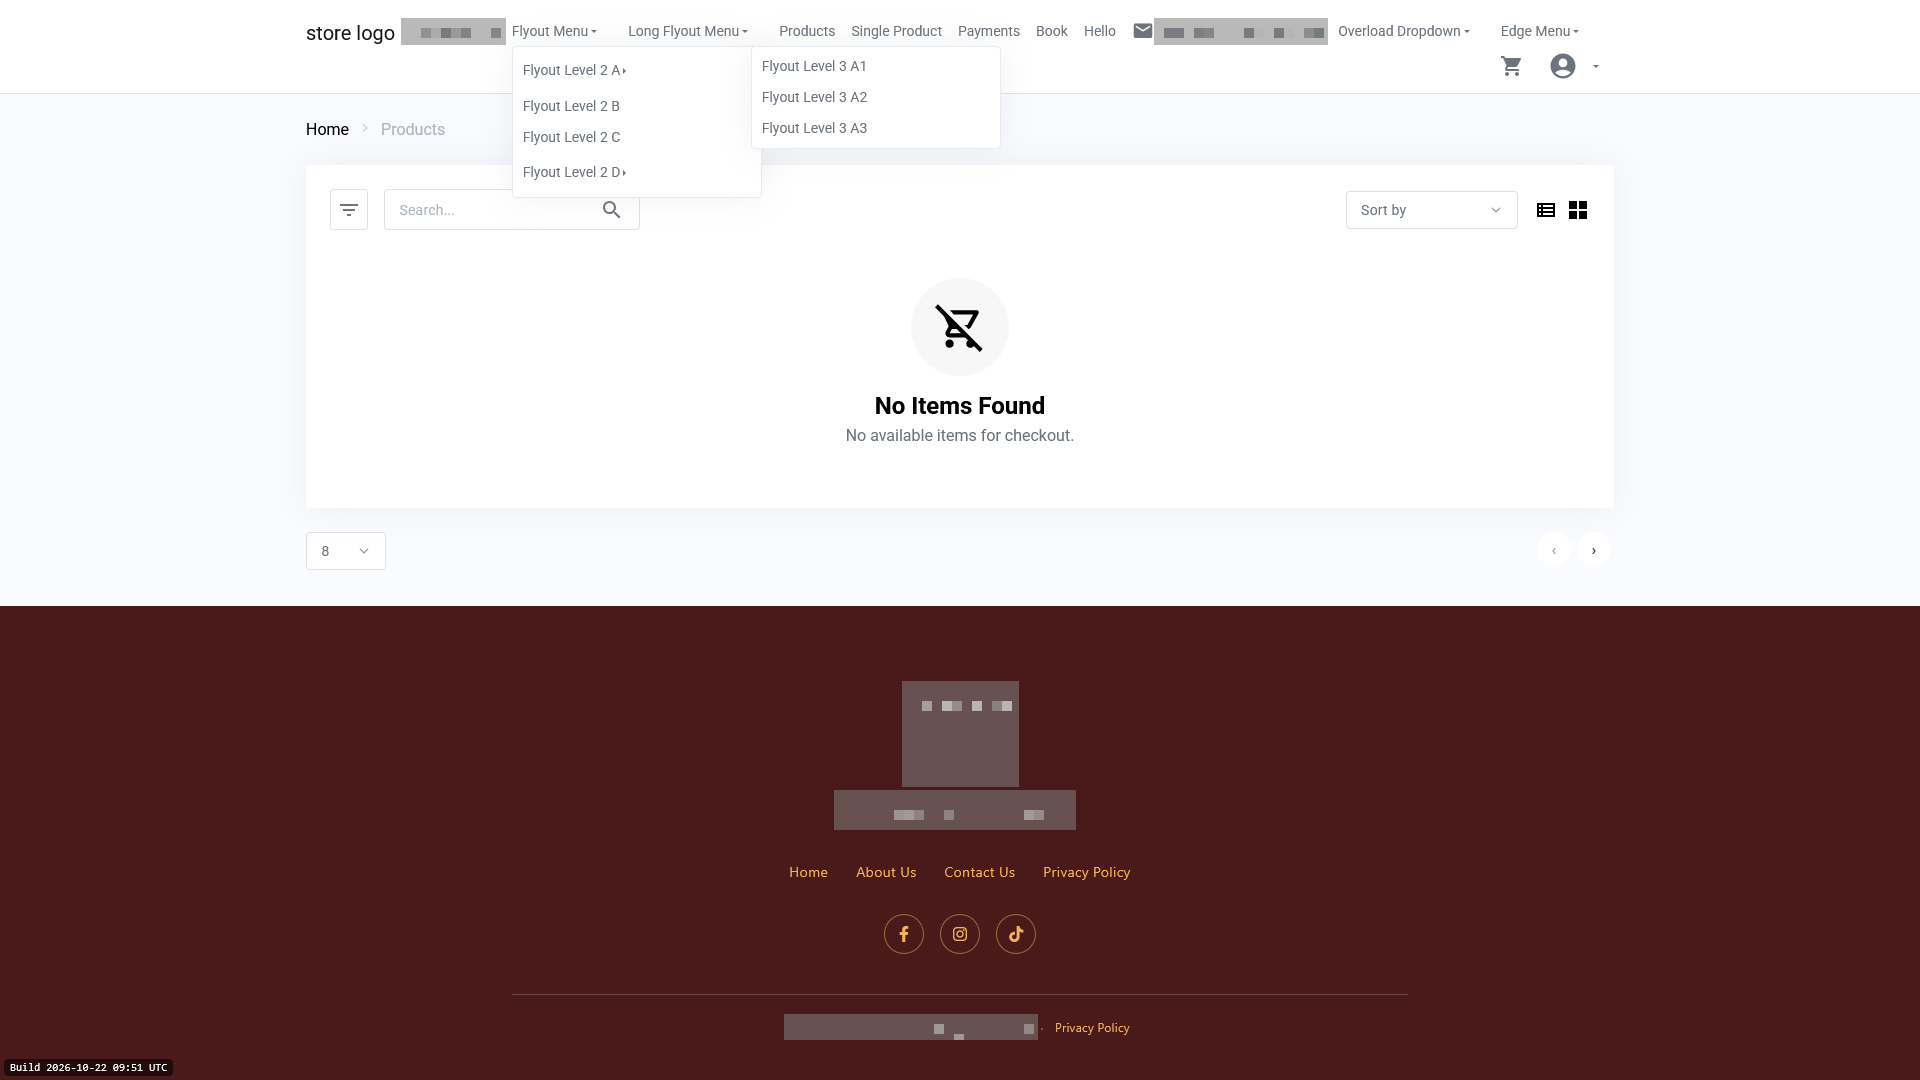 store logo
Flyout Menu
Long Flyout Menu
Products
Single Product
Payments
Book
Hello
Overload Dropdown
Edge Menu
Flyout Level 2 A
Flyout Level 2 B
Flyout Level 2 C
Flyout Level 2 D
Flyout Level 3 A1
Flyout Level 3 A2
Flyout Level 3 A3
Home
Products
Search...
Sort by
No Items Found
No available items for checkout.
8
‹ ›
Home
About Us
Contact Us
Privacy Policy
· Privacy Policy
Build 2026-10-22 09:51 UTC